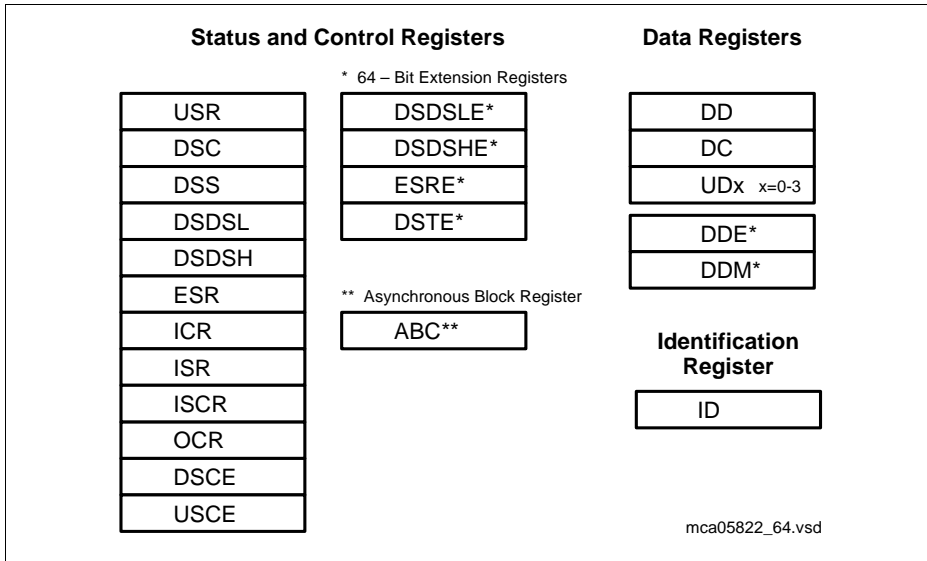 Status and Control Registers
Data Registers
* 64 – Bit Extension Registers
USR
DSC
DSS
DSDSL
DSDSH
ESR
ICR
ISR
ISCR
OCR
DSCE
USCE
DSDSLE*
DSDSHE*
ESRE*
DSTE*
** Asynchronous Block Register
ABC**
DD
DC
UDx x=0-3
DDE*
DDM*
Identification
Register
ID
mca05822_64.vsd